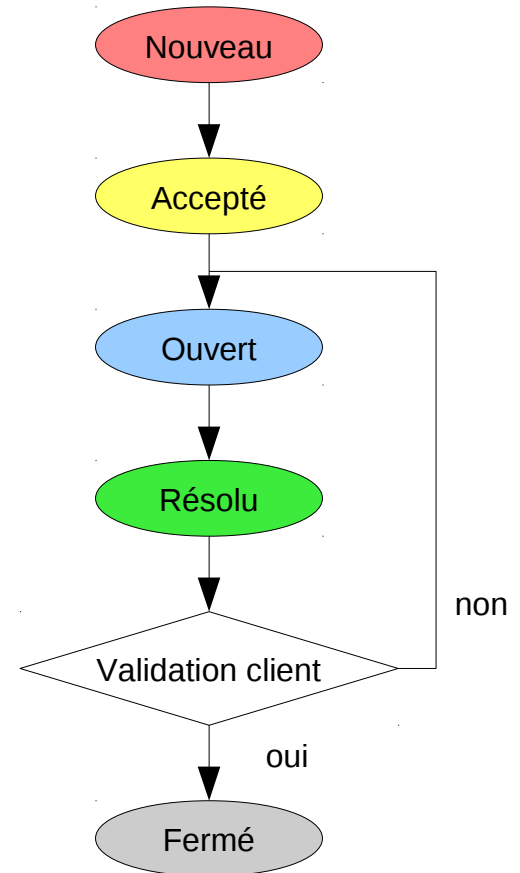 Nouveau
Accepté
Ouvert
Résolu
non
Validation client
oui
Fermé